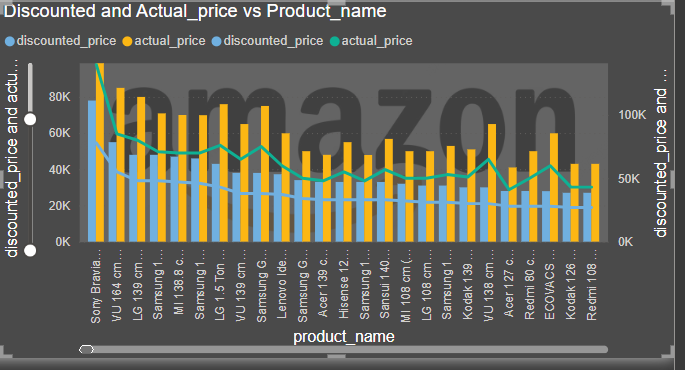 Discounted and Actual_price vs Product_name
discounted_price actual_price discounted_price actual_price
discounted_price and actu...
80K
60K
40K
20K
0K
amazon
100K
50K
0K
discounted_price and ...
Sony Bravia...
VU 164 cm ...
LG 139 cm ...
Samsung 1...
MI 138.8 c...
Samsung 1...
LG 1.5 Ton ...
VU 139 cm ...
Samsung G...
Lenovo Ide...
Samsung G...
Acer 139 c...
Hisense 12...
Samsung 1...
Sansui 140...
MI 108 cm (...
LG 108 cm ...
Samsung 1...
Kodak 139 ...
VU 138 cm ...
Acer 127 c...
Redmi 80 c...
ECOVACS ...
Kodak 126 ...
Redmi 108 ...
product_name